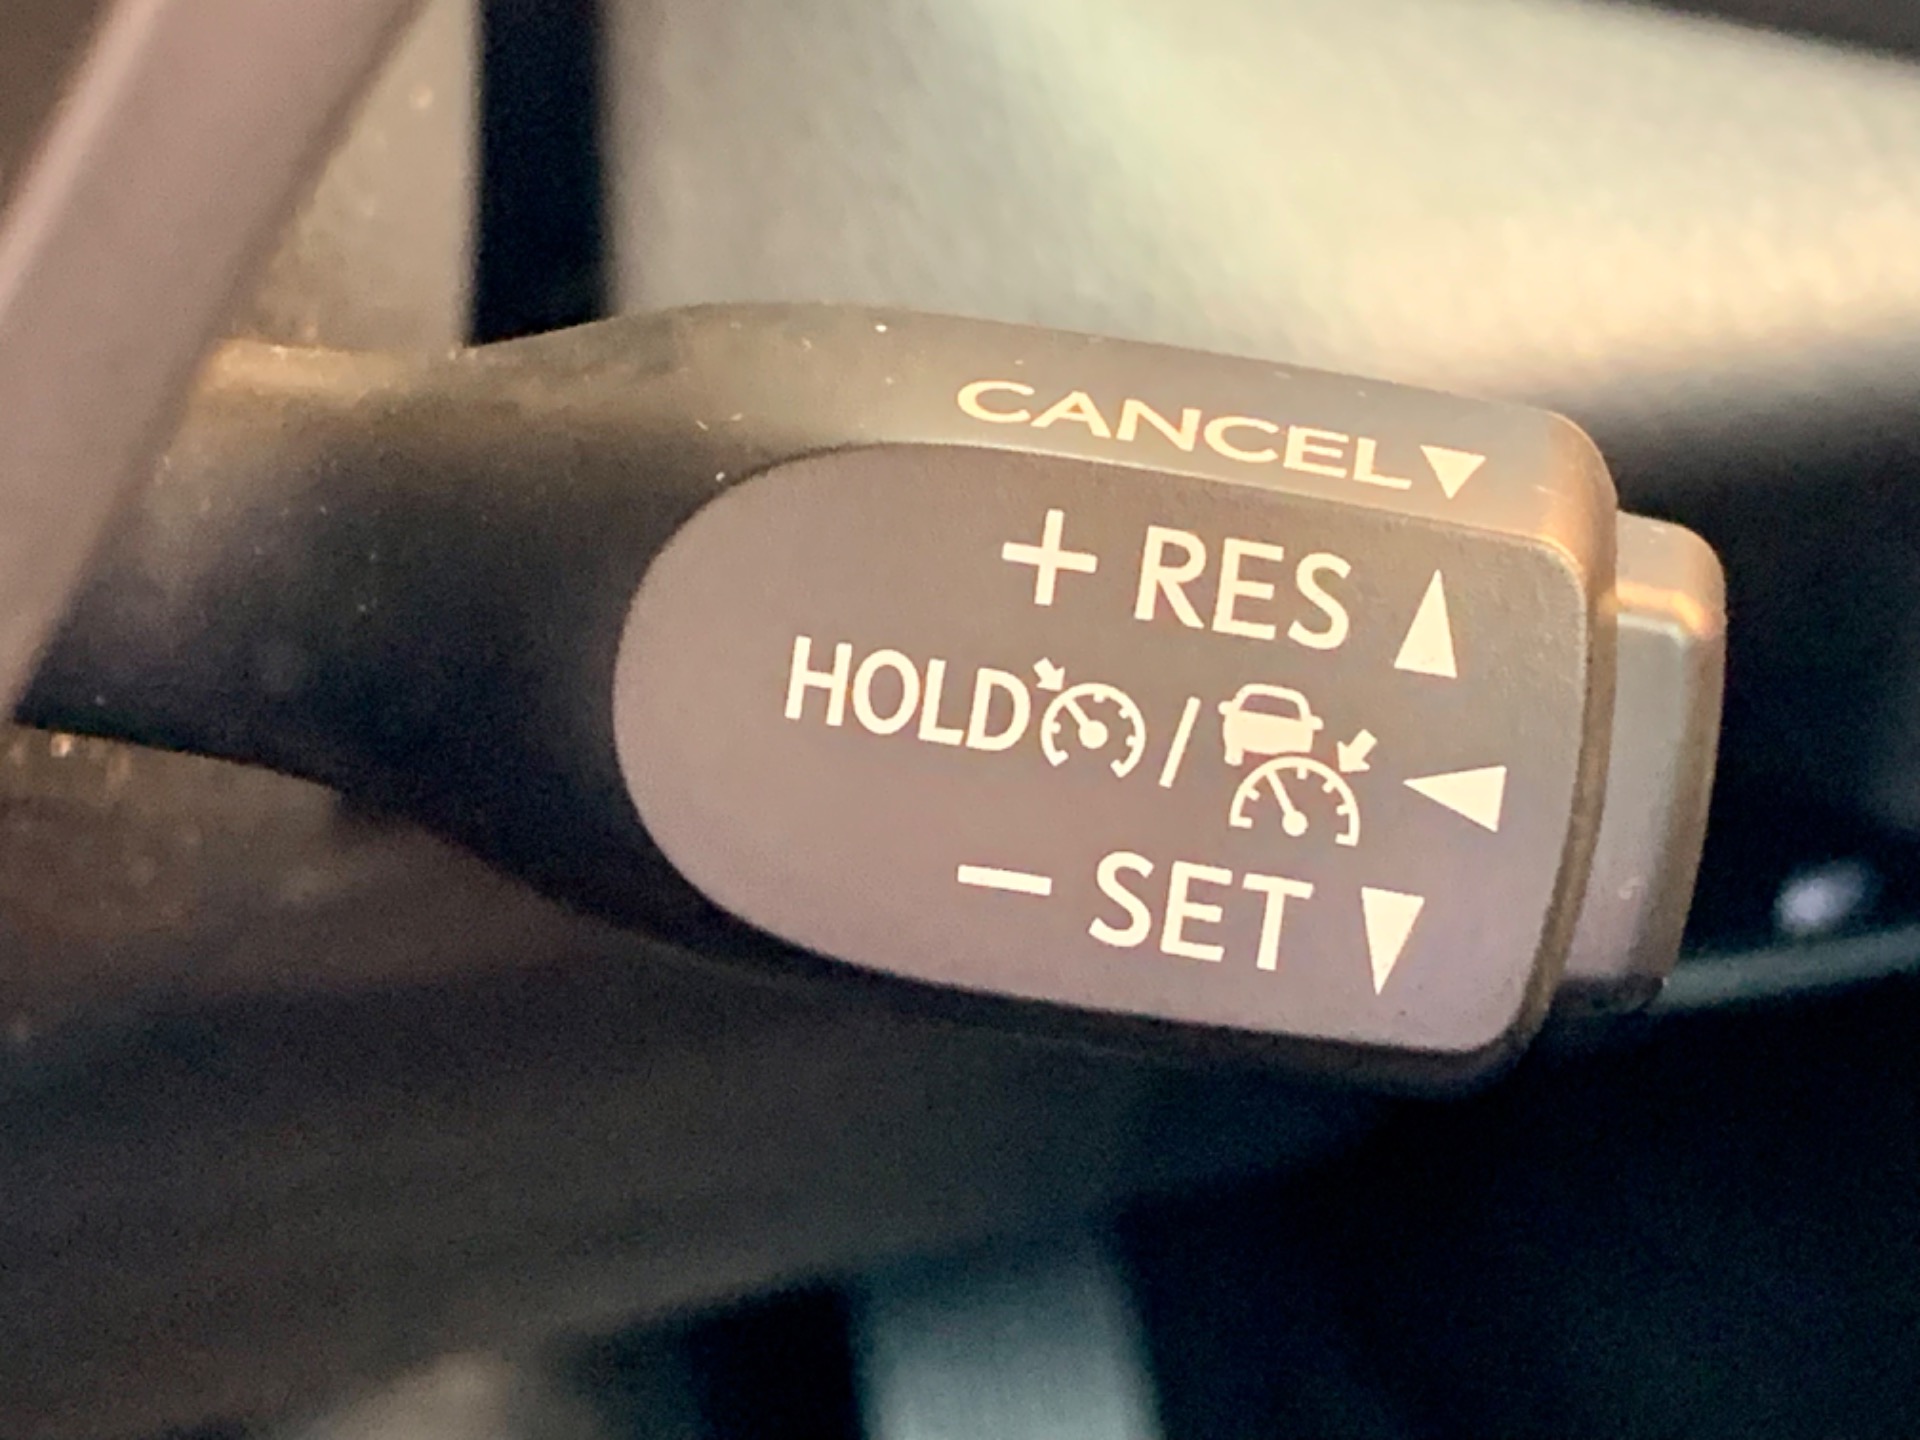 CANCEL
+ RES
HOLD /
– SET